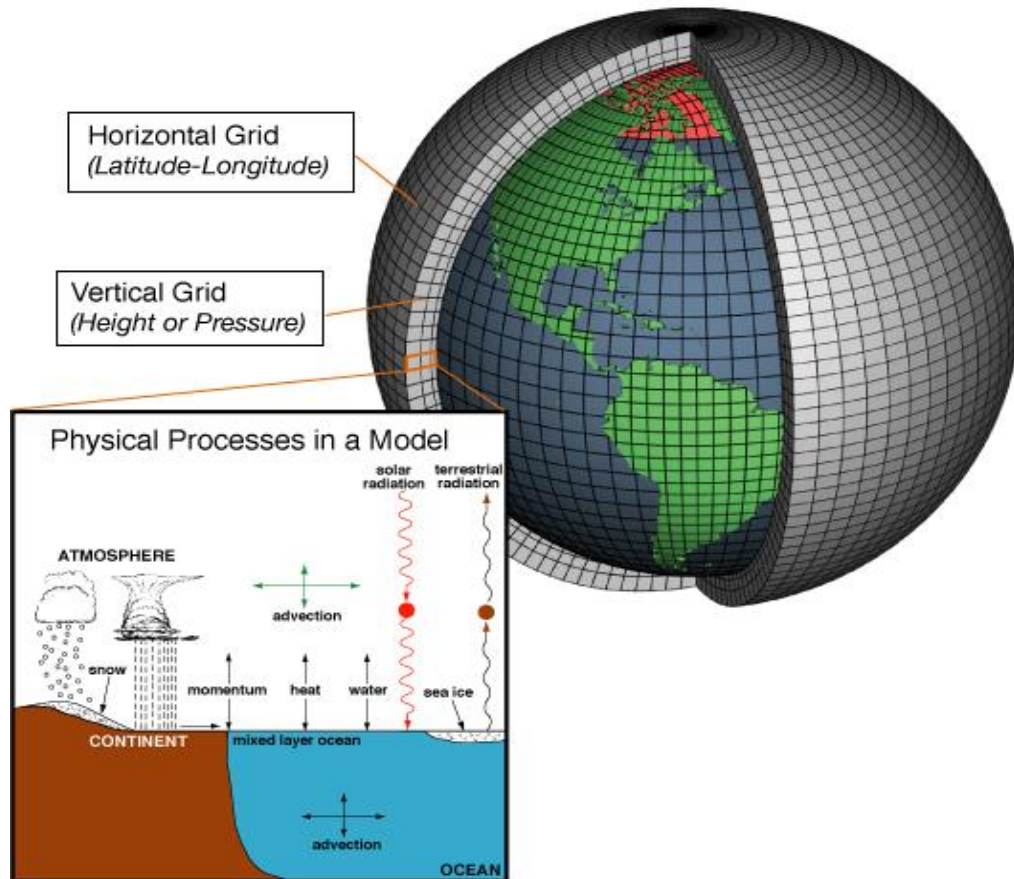 Horizontal Grid
(Latitude-Longitude)
Vertical Grid
(Height or Pressure)
Physical Processes in a Model
solar
radiation
terrestrial
radiation
ATMOSPHERE
advection
snow
momentum
heat
water
sea ice
CONTINENT
mixed layer ocean
advection
OCEAN